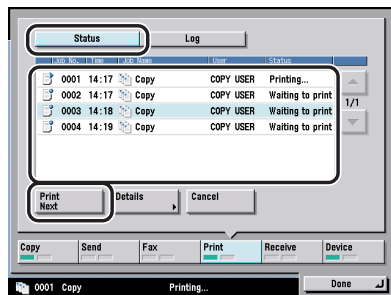 Status Log
Job No. Time Job Name User Status
0001 14:17 Copy COPY USER Printing...
0002 14:17 Copy COPY USER Waiting to print
0003 14:18 Copy COPY USER Waiting to print
0004 14:19 Copy COPY USER Waiting to print
1/1
Print Next Details Cancel
Copy Send Fax Print Receive Device
0001 Copy Printing... Done